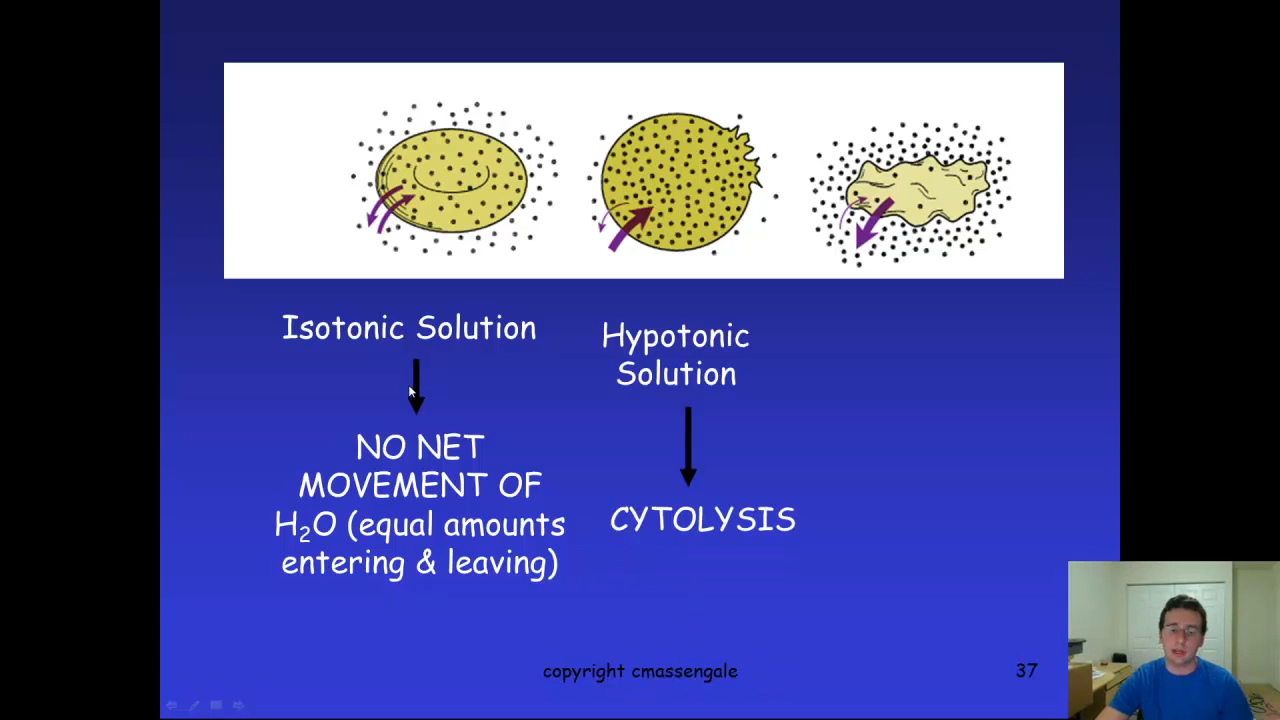 Isotonic Solution
NO NET
MOVEMENT OF
H₂O (equal amounts
entering & leaving)
Hypotonic
Solution
CYTOLYSIS
copyright cmassengale
37